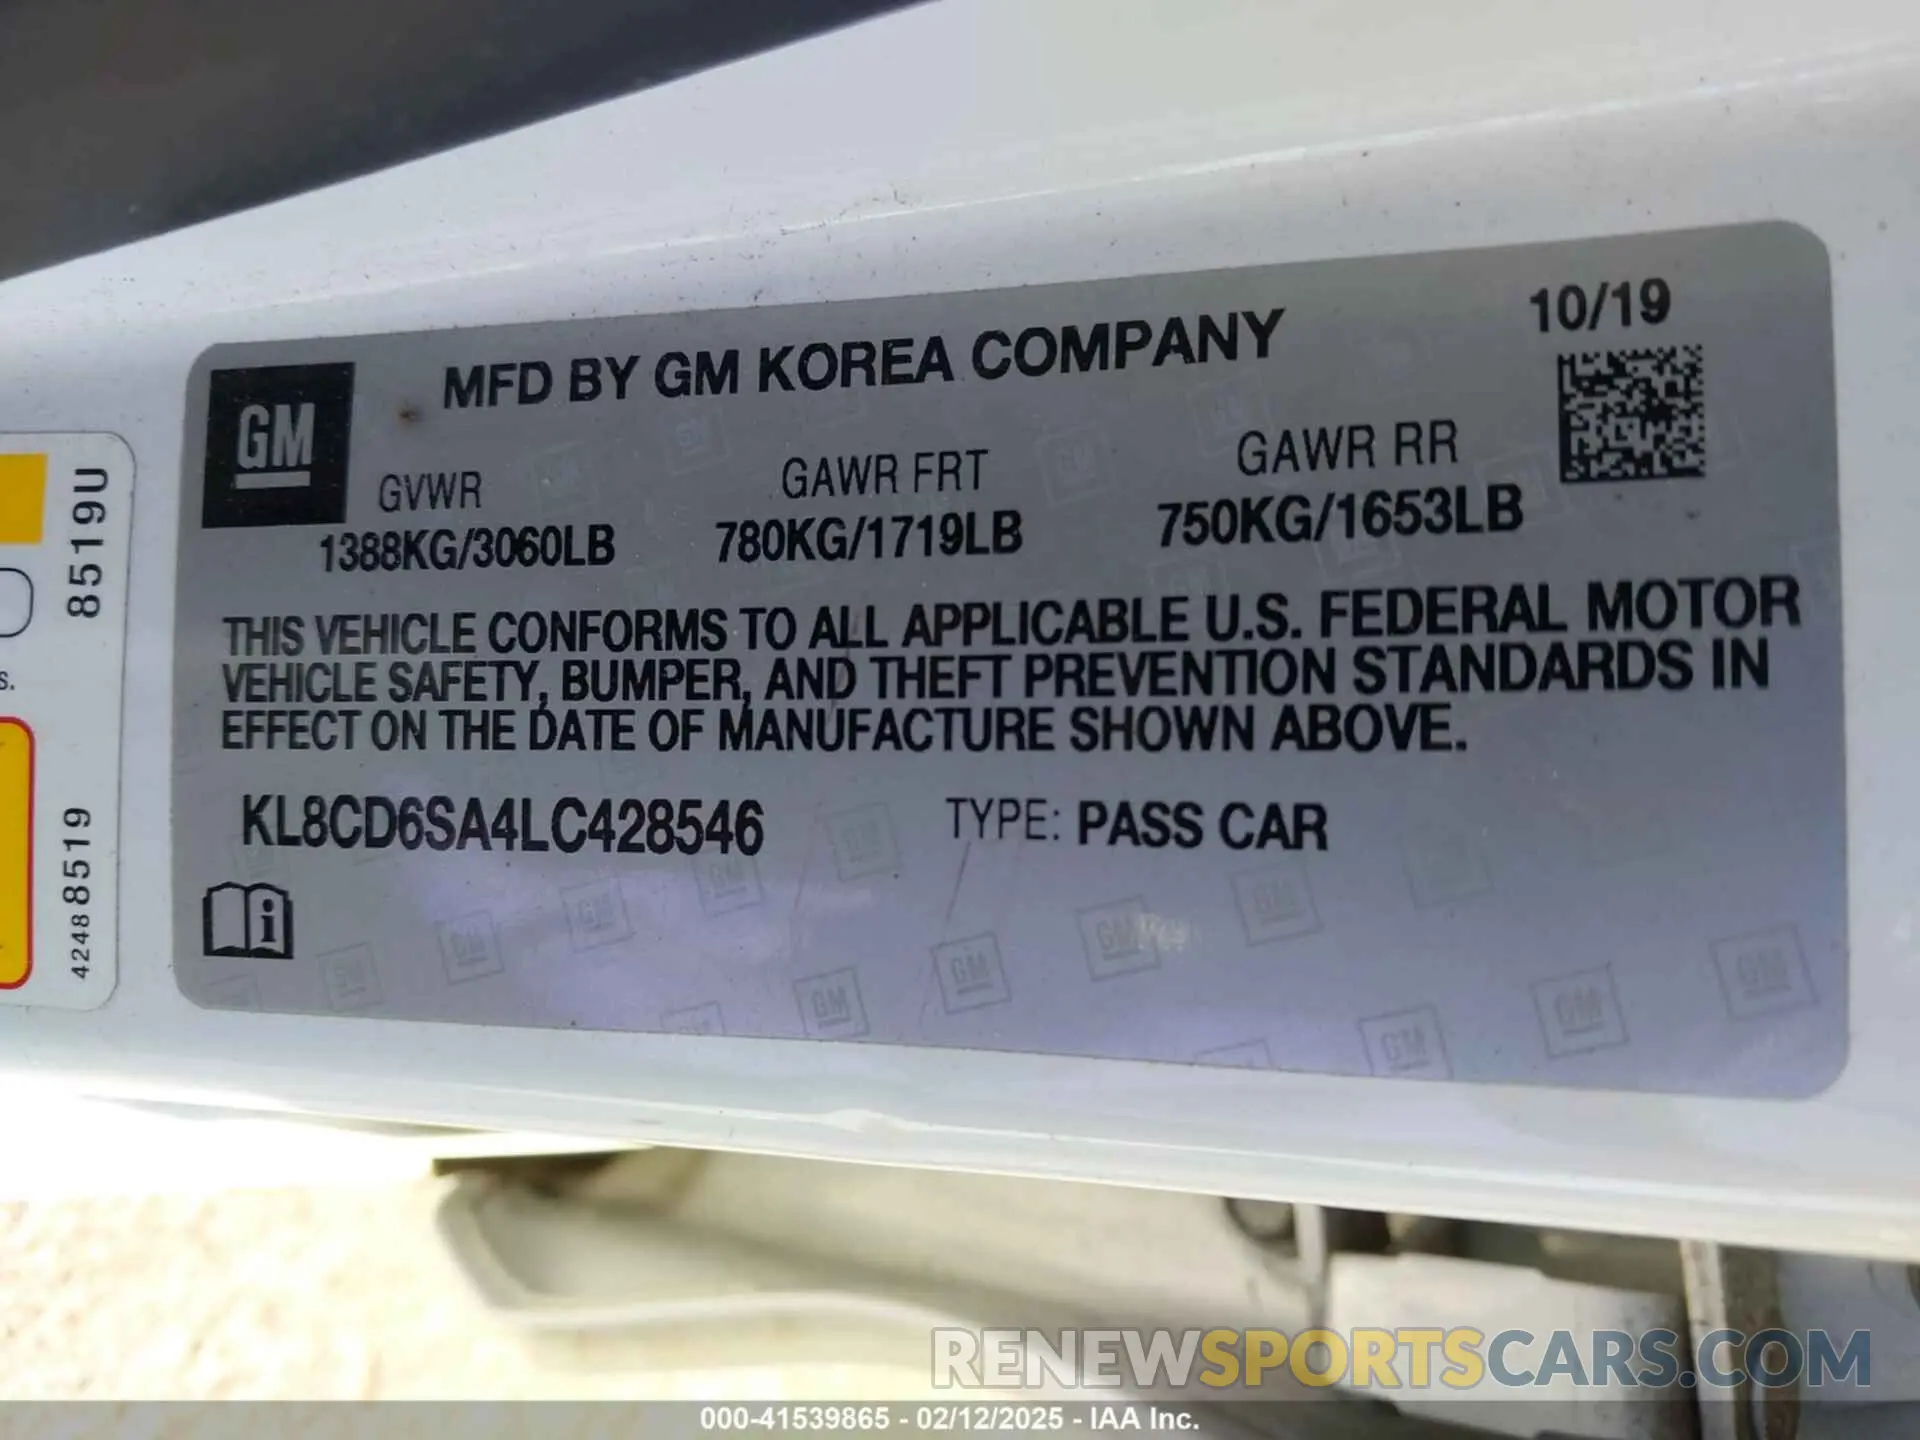 10/19
MFD BY GM KOREA COMPANY
GM
GVWR GAWR FRT GAWR RR
1388KG/3060LB 780KG/1719LB 750KG/1653LB
THIS VEHICLE CONFORMS TO ALL APPLICABLE U.S. FEDERAL MOTOR
VEHICLE SAFETY, BUMPER, AND THEFT PREVENTION STANDARDS IN
EFFECT ON THE DATE OF MANUFACTURE SHOWN ABOVE.
KL8CD6SA4LC428546 TYPE: PASS CAR
8519U
s.
42488519
RENEWSPORTSCARS.COM
000-41539865 - 02/12/2025 - IAA Inc.